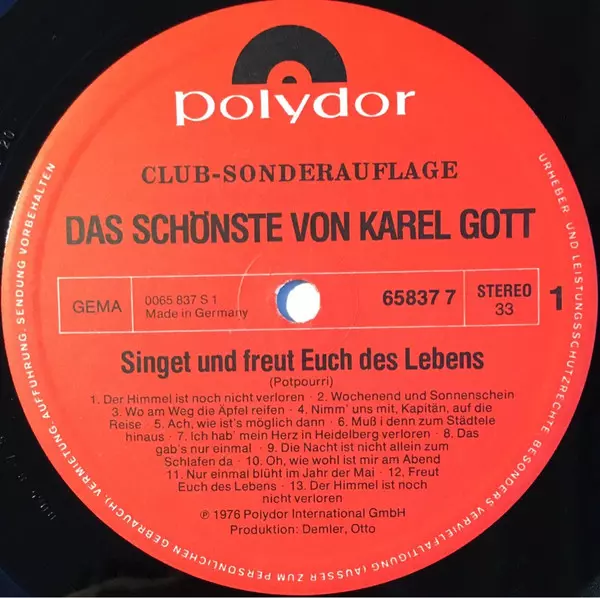 polydor
CLUB-SONDERAUFLAGE
DAS SCHÖNSTE VON KAREL GOTT
GEMA
0065 837 S 1
Made in Germany
65837 7
STEREO
33
1
Singet und freut Euch des Lebens
(Potpourri)
1. Der Himmel ist noch nicht verloren · 2. Wochenend und Sonnenschein
3. Wo am Weg die Äpfel reifen · 4. Nimm' uns mit, Kapitän, auf die
Reise · 5. Ach, wie ist's möglich dann · 6. Muß i denn zum Städtele
hinaus · 7. Ich hab' mein Herz in Heidelberg verloren · 8. Das
gab's nur einmal · 9. Die Nacht ist nicht allein zum
Schlafen da · 10. Oh, wie wohl ist mir am Abend
11. Nur einmal blüht im Jahr der Mai · 12. Freut
Euch des Lebens · 13. Der Himmel ist noch
nicht verloren
℗ 1976 Polydor International GmbH
Produktion: Demler, Otto
URHEBER- UND LEISTUNGSSCHUTZRECHTE BESONDERS VERVIELFÄLTIGUNG (AUSSER ZUM PERSÖNLICHEN GEBRAUCH), VERMIETUNG, AUFFÜHRUNG, SENDUNG VORBEHALTEN